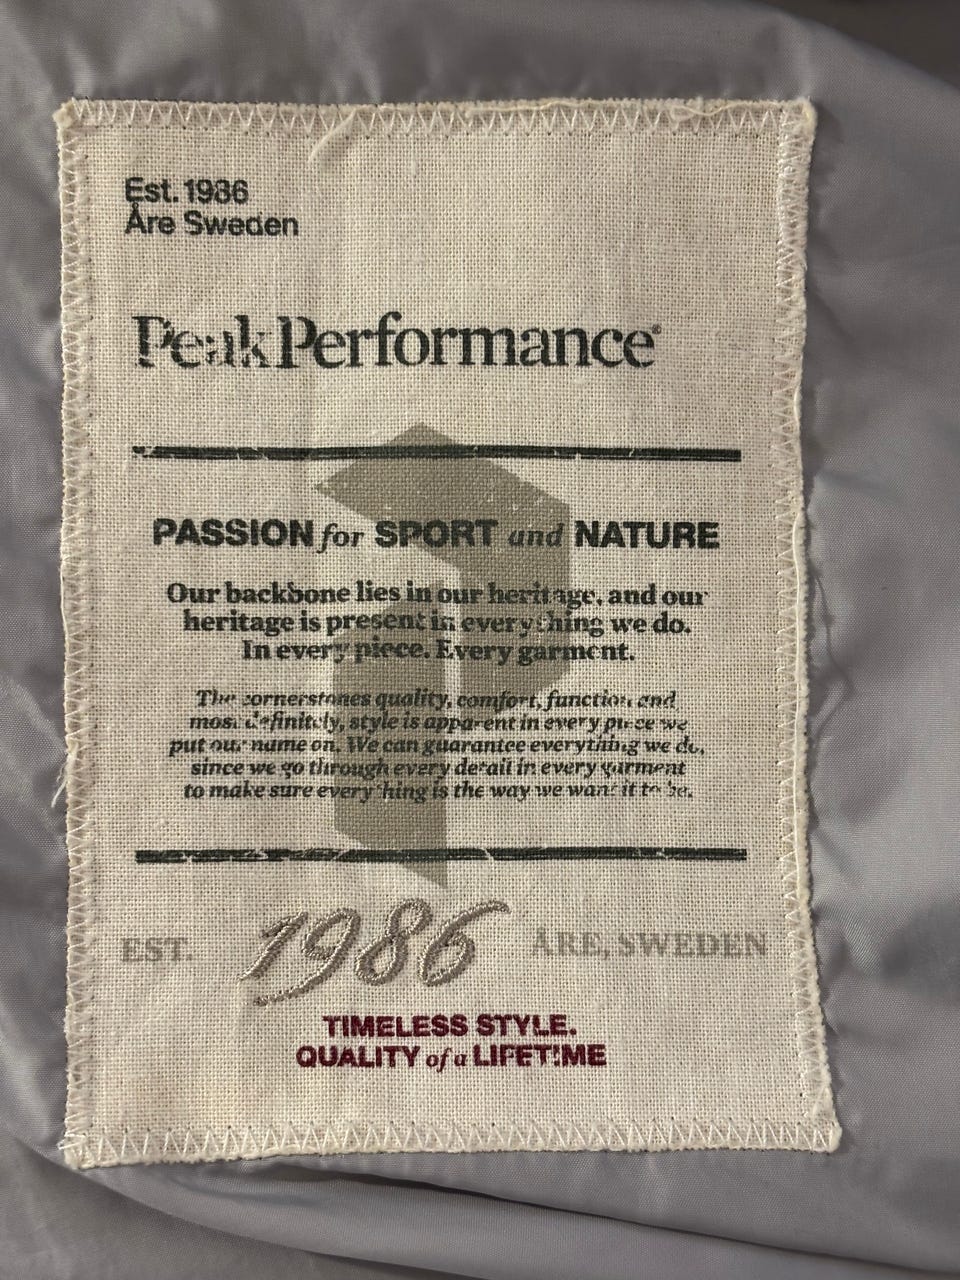 Est. 1986
Åre Sweden
Peak Performance®
PASSION for SPORT and NATURE
Our backbone lies in our heritage, and our
heritage is present in everything we do.
In every piece. Every garment.
The cornerstones quality, comfort, function and
most definitely, style is apparent in every piece we
put our name on. We can guarantee everything we do,
since we go through every detail in every garment
to make sure everything is the way we want it to be.
EST. 1986 ÅRE, SWEDEN
TIMELESS STYLE.
QUALITY of a LIFETIME